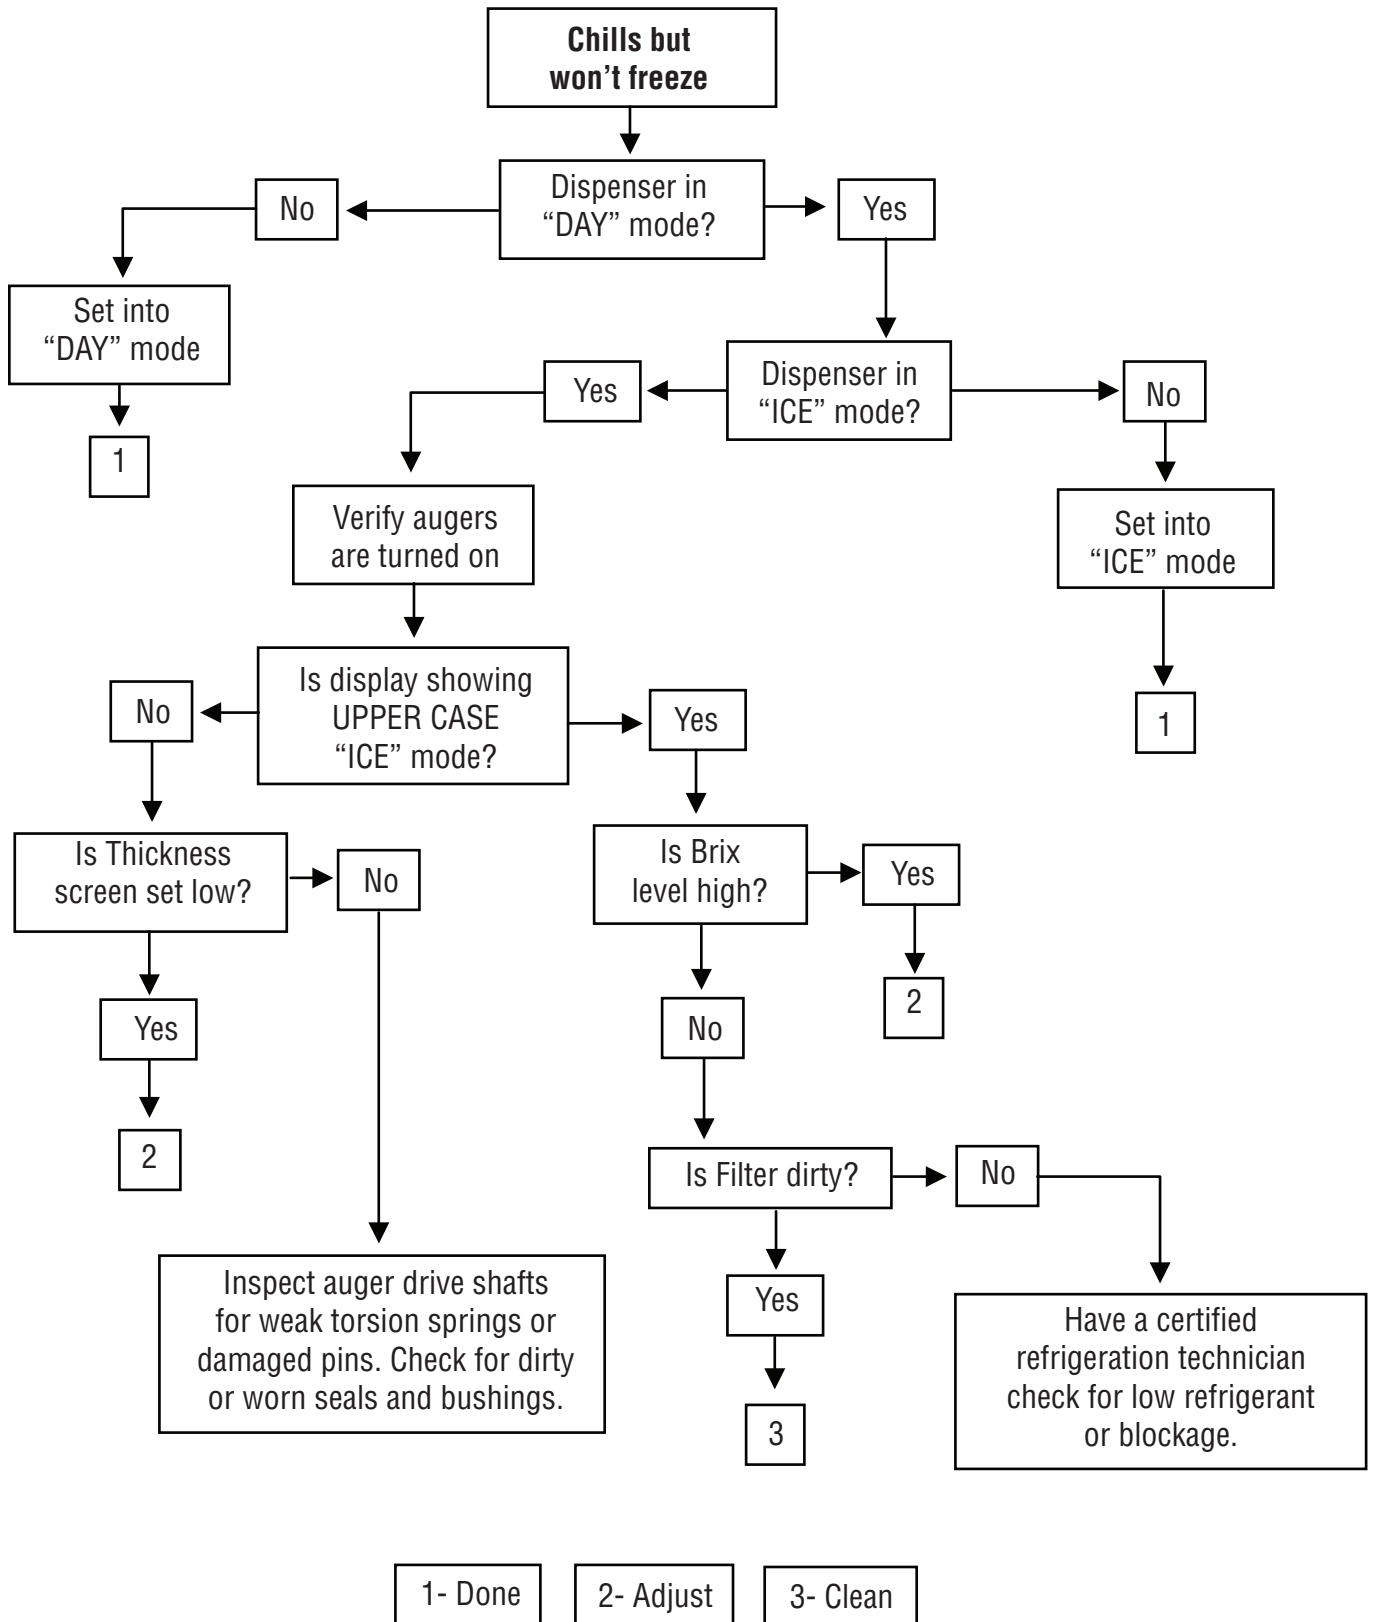 Chills but
won’t freeze
Dispenser in
“DAY” mode?
No
Yes
Set into
“DAY” mode
1
Dispenser in
“ICE” mode?
Yes
No
Verify augers
are turned on
Set into
“ICE” mode
1
Is display showing
UPPER CASE
“ICE” mode?
No
Yes
Is Thickness
screen set low?
No
Is Brix
level high?
Yes
Yes
No
2
2
Is Filter dirty?
No
Inspect auger drive shafts
for weak torsion springs or
damaged pins. Check for dirty
or worn seals and bushings.
Yes
Have a certified
refrigeration technician
check for low refrigerant
or blockage.
3
1- Done
2- Adjust
3- Clean